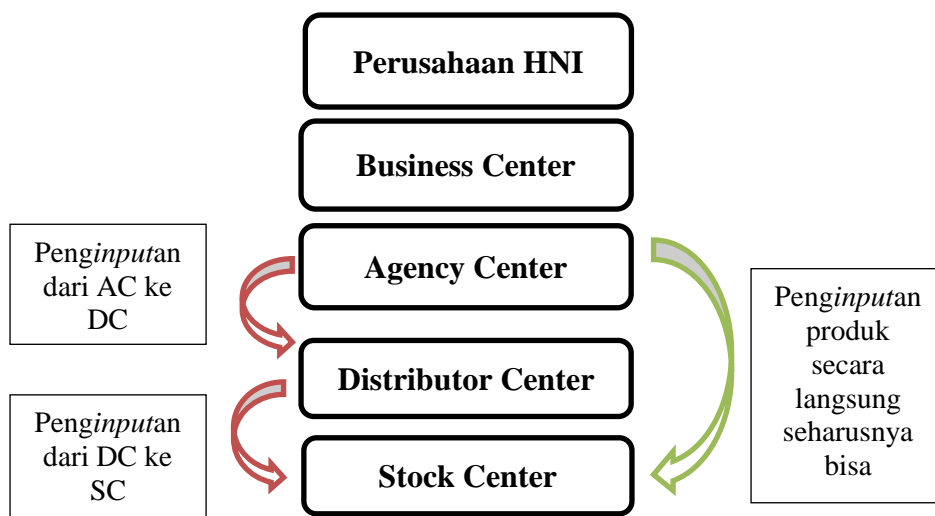 Perusahaan HNI
Business Center
Penginputan
dari AC ke
DC
Agency Center
Penginputan
produk
secara
langsung
seharusnya
bisa
Distributor Center
Penginputan
dari DC ke
SC
Stock Center